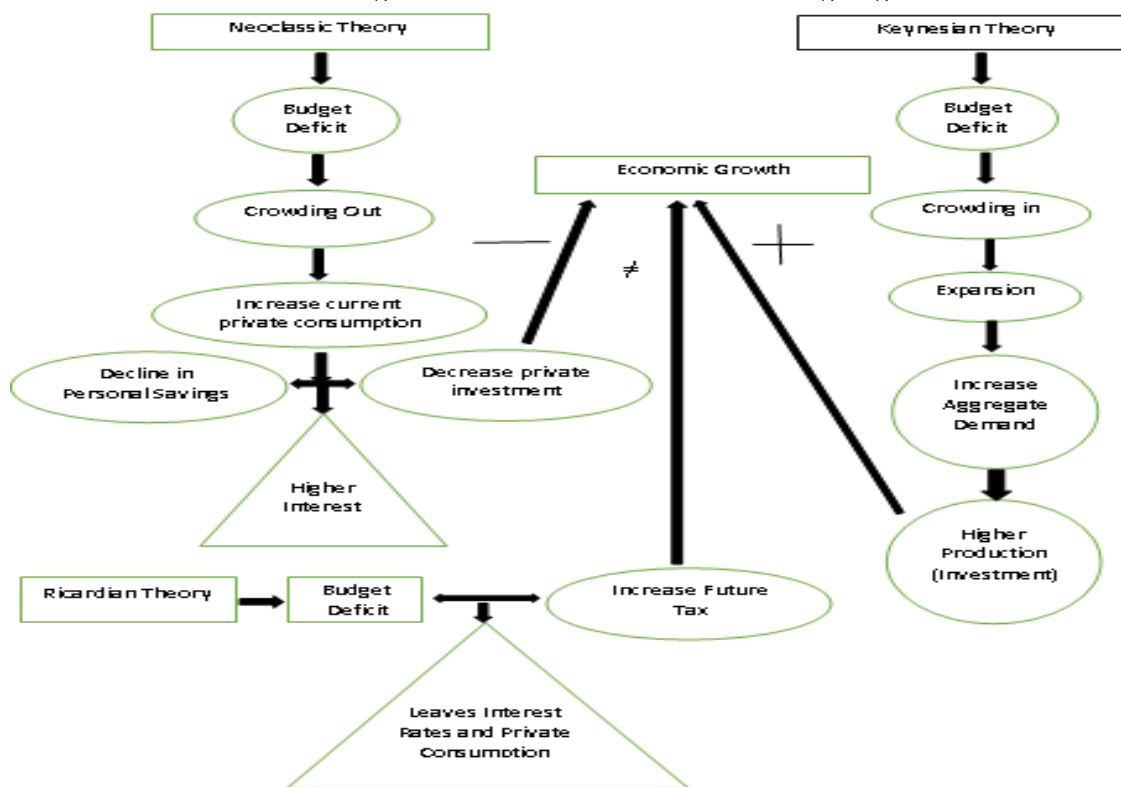 Neoclassic Theory
Keynesian Theory
Budget
Deficit
Budget
Deficit
Economic Growth
Crowding Out
Crowding in
—
≠
+
Increase current
private consumption
Expansion
Decline in
Personal Savings
Decrease private
investment
Increase
Aggregate
Demand
Higher
Interest
Higher
Production
(Investment)
Ricardian Theory
Budget
Deficit
Increase Future
Tax
Leaves Interest
Rates and Private
Consumption